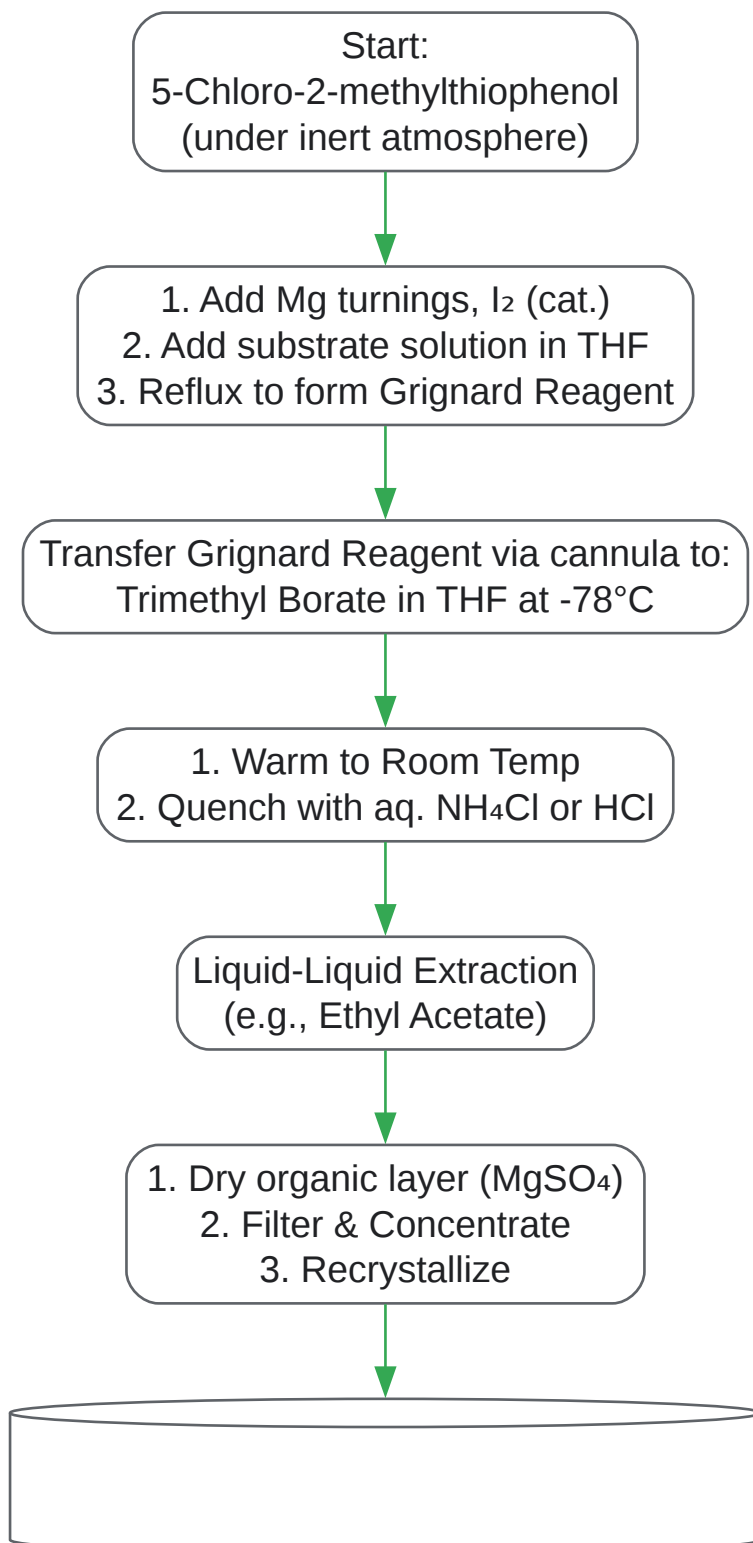 Start:
5-Chloro-2-methylthiophenol
(under inert atmosphere)
1. Add Mg turnings, I₂ (cat.)
2. Add substrate solution in THF
3. Reflux to form Grignard Reagent
Transfer Grignard Reagent via cannula to:
Trimethyl Borate in THF at -78°C
1. Warm to Room Temp
2. Quench with aq. NH₄Cl or HCl
Liquid-Liquid Extraction
(e.g., Ethyl Acetate)
1. Dry organic layer (MgSO₄)
2. Filter & Concentrate
3. Recrystallize